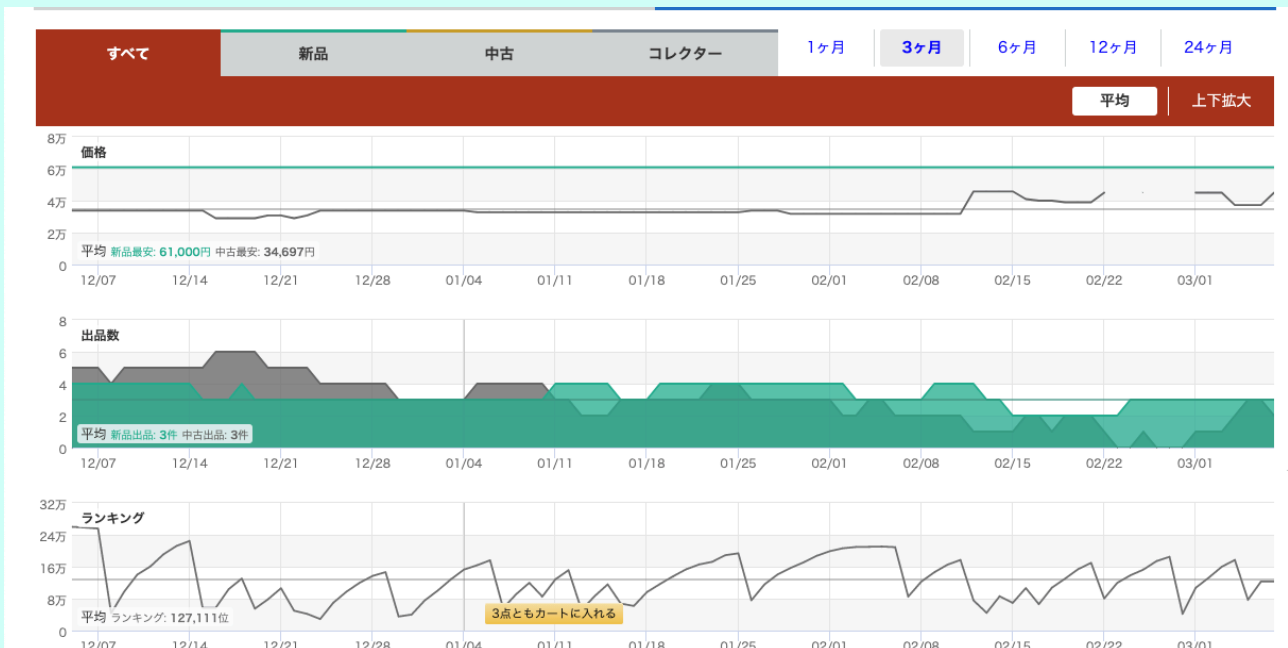 すべて 新品 中古 コレクター 1ヶ月 3ヶ月 6ヶ月 12ヶ月 24ヶ月
平均 上下拡大
8万
価格
6万
4万
2万
平均 新品最安: 61,000円 中古最安: 34,697円
0
12/07 12/14 12/21 12/28 01/04 01/11 01/18 01/25 02/01 02/08 02/15 02/22 03/01
8
出品数
6
4
2
平均 新品出品: 3件 中古出品: 3件
0
12/07 12/14 12/21 12/28 01/04 01/11 01/18 01/25 02/01 02/08 02/15 02/22 03/01
32万
ランキング
24万
16万
8万
3点ともカートに入れる
平均 ランキング: 127,111位
0
12/07 12/14 12/21 12/28 01/04 01/11 01/18 01/25 02/01 02/08 02/15 02/22 03/01